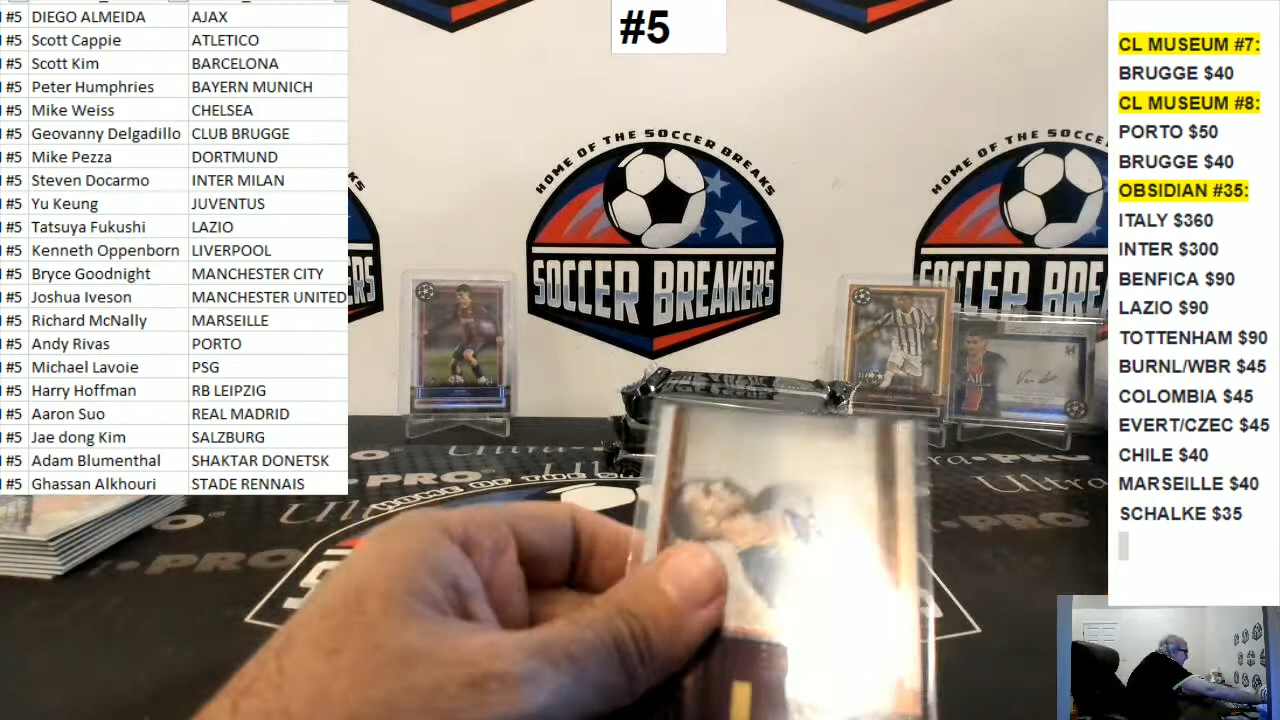 #5 DIEGO ALMEIDA AJAX
#5 Scott Cappie ATLETICO
#5 Scott Kim BARCELONA
#5 Peter Humphries BAYERN MUNICH
#5 Mike Weiss CHELSEA
#5 Geovanny Delgadillo CLUB BRUGGE
#5 Mike Pezza DORTMUND
#5 Steven Docarmo INTER MILAN
#5 Yu Keung JUVENTUS
#5 Tatsuya Fukushi LAZIO
#5 Kenneth Oppenborn LIVERPOOL
#5 Bryce Goodnight MANCHESTER CITY
#5 Joshua Iveson MANCHESTER UNITED
#5 Richard McNally MARSEILLE
#5 Andy Rivas PORTO
#5 Michael Lavoie PSG
#5 Harry Hoffman RB LEIPZIG
#5 Aaron Suo REAL MADRID
#5 Jae dong Kim SALZBURG
#5 Adam Blumenthal SHAKTAR DONETSK
#5 Ghassan Alkhouri STADE RENNAIS
#5
HOME OF THE SOCCER BREAKS
SOCCER BREAKERS
HOME OF THE SOCCER
CCER BREA
CL MUSEUM #7:
BRUGGE $40
CL MUSEUM #8:
PORTO $50
BRUGGE $40
OBSIDIAN #35:
ITALY $360
INTER $300
BENFICA $90
LAZIO $90
TOTTENHAM $90
BURNL/WBR $45
COLOMBIA $45
EVERT/CZEC $45
CHILE $40
MARSEILLE $40
SCHALKE $35